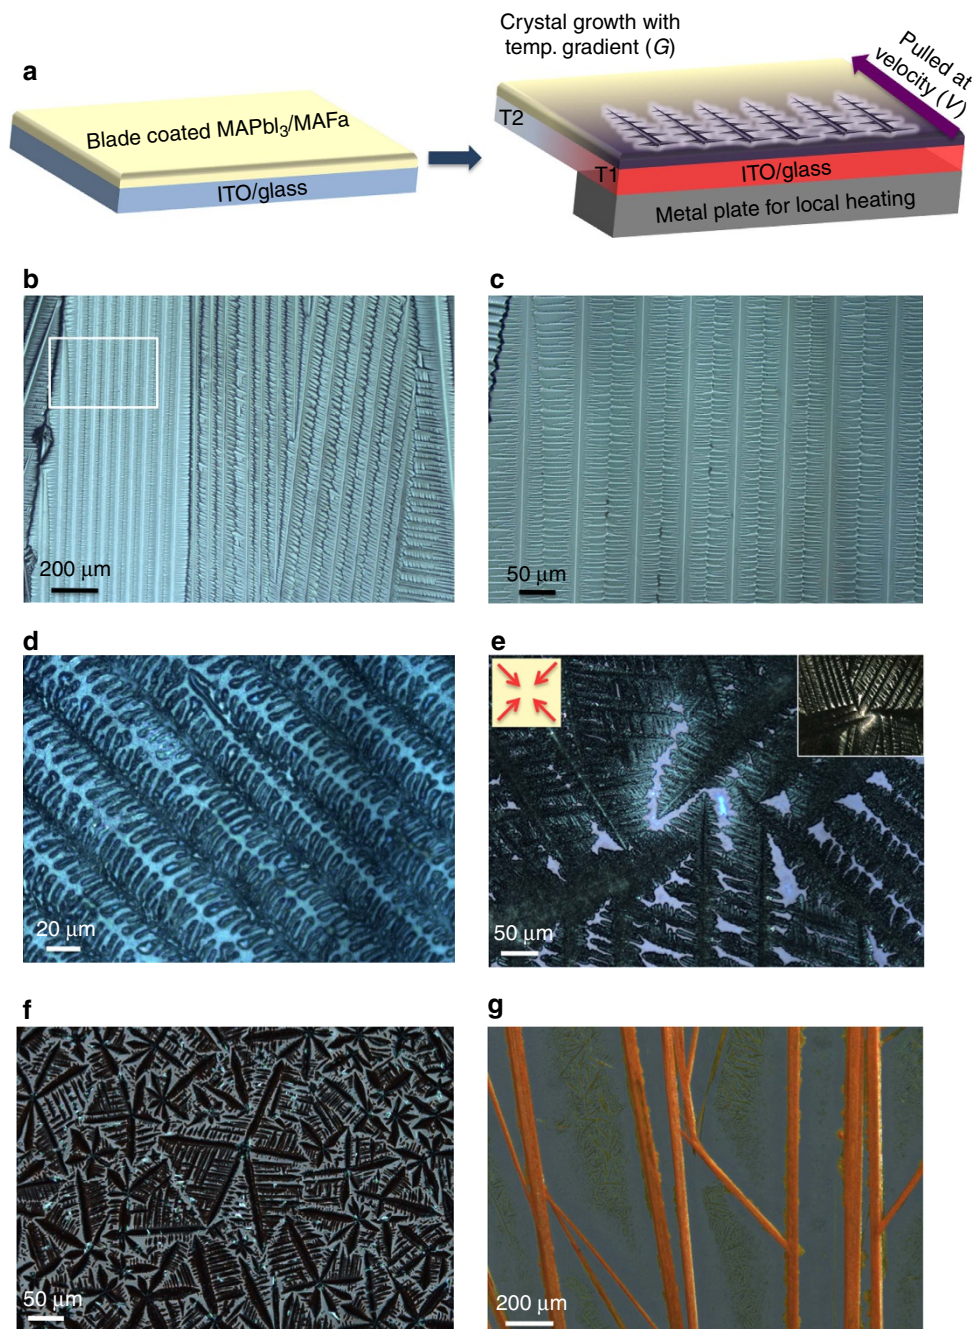 a
Blade coated MAPbI₃/MAFa
ITO/glass
Crystal growth with
temp. gradient (G)
Pulled at
velocity (V)
T2
T1
ITO/glass
Metal plate for local heating
b
200 μm
c
50 μm
d
20 μm
e
50 μm
f
50 μm
g
200 μm